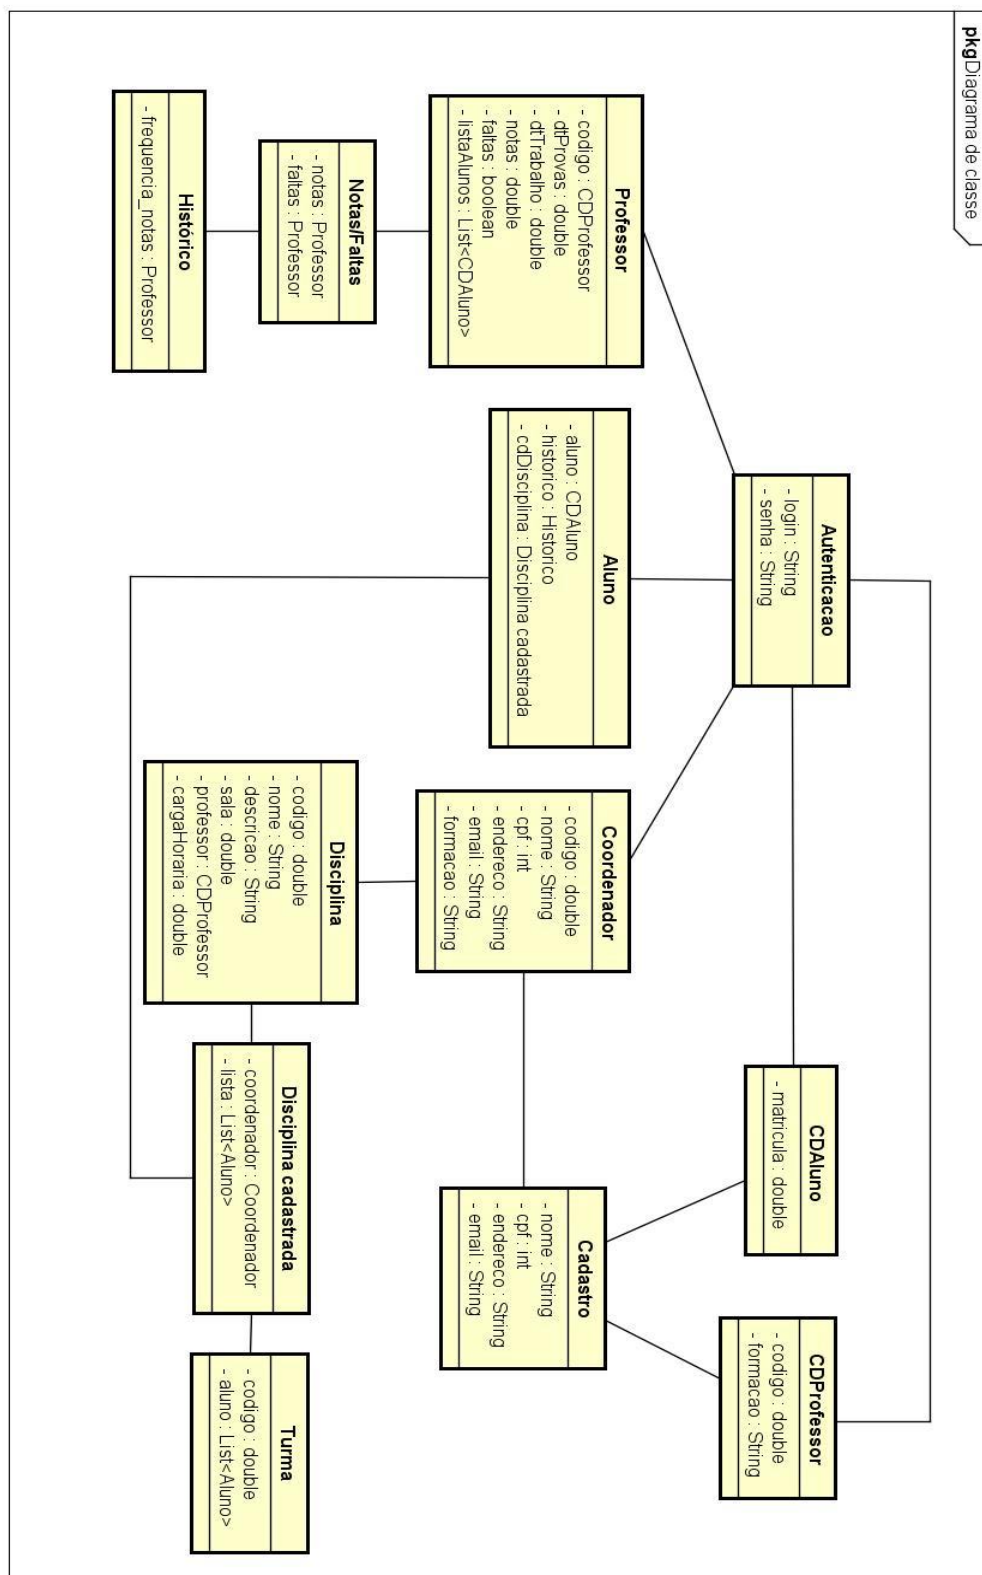 pkgDiagrama de classe
Autenticacao
- login : String
- senha : String
CDAluno
- matricula : double
CDProfessor
- codigo : double
- formacao : String
Professor
- codigo : CDProfessor
- dtProvas : double
- dtTrabalho : double
- notas : double
- faltas : boolean
- listaAlunos : List<CDAluno>
Aluno
- aluno : CDAluno
- historico : Historico
- cdDisciplina : Disciplina cadastrada
Coordenador
- codigo : double
- nome : String
- cpf : int
- endereco : String
- email : String
- formacao : String
Cadastro
- nome : String
- cpf : int
- endereco : String
- email : String
Notas/Faltas
- notas : Professor
- faltas : Professor
Disciplina
- codigo : double
- nome : String
- descricao : String
- sala : double
- professor : CDProfessor
- cargaHoraria : double
Disciplina cadastrada
- coordenador : Coordenador
- lista : List<Aluno>
Turma
- codigo : double
- aluno : List<Aluno>
Histórico
- frequencia_notas : Professor